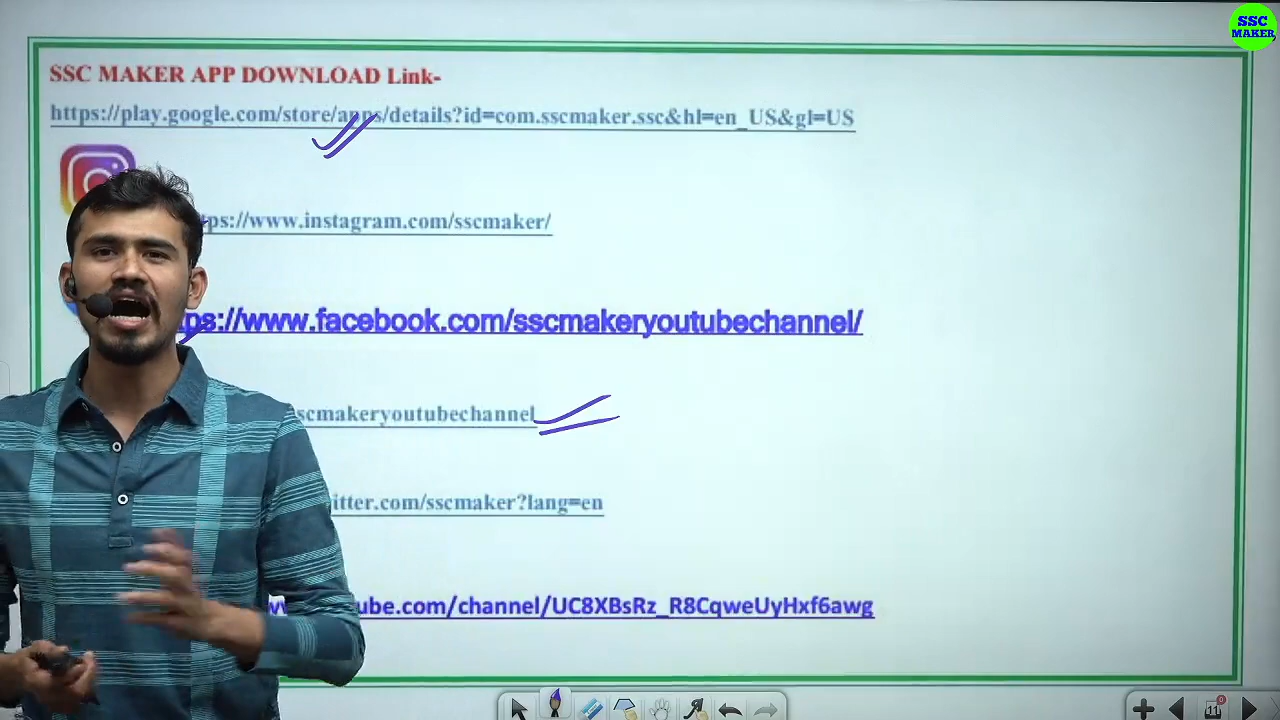 SSC
MAKER
SSC MAKER APP DOWNLOAD Link-
https://play.google.com/store/apps/details?id=com.sscmaker.ssc&hl=en_US&gl=US
tps://www.instagram.com/sscmaker/
ps://www.facebook.com/sscmakeryoutubechannel/
scmakeryoutubechannel
itter.com/sscmaker?lang=en
ube.com/channel/UC8XBsRz_R8CqweUyHxf6awg
11